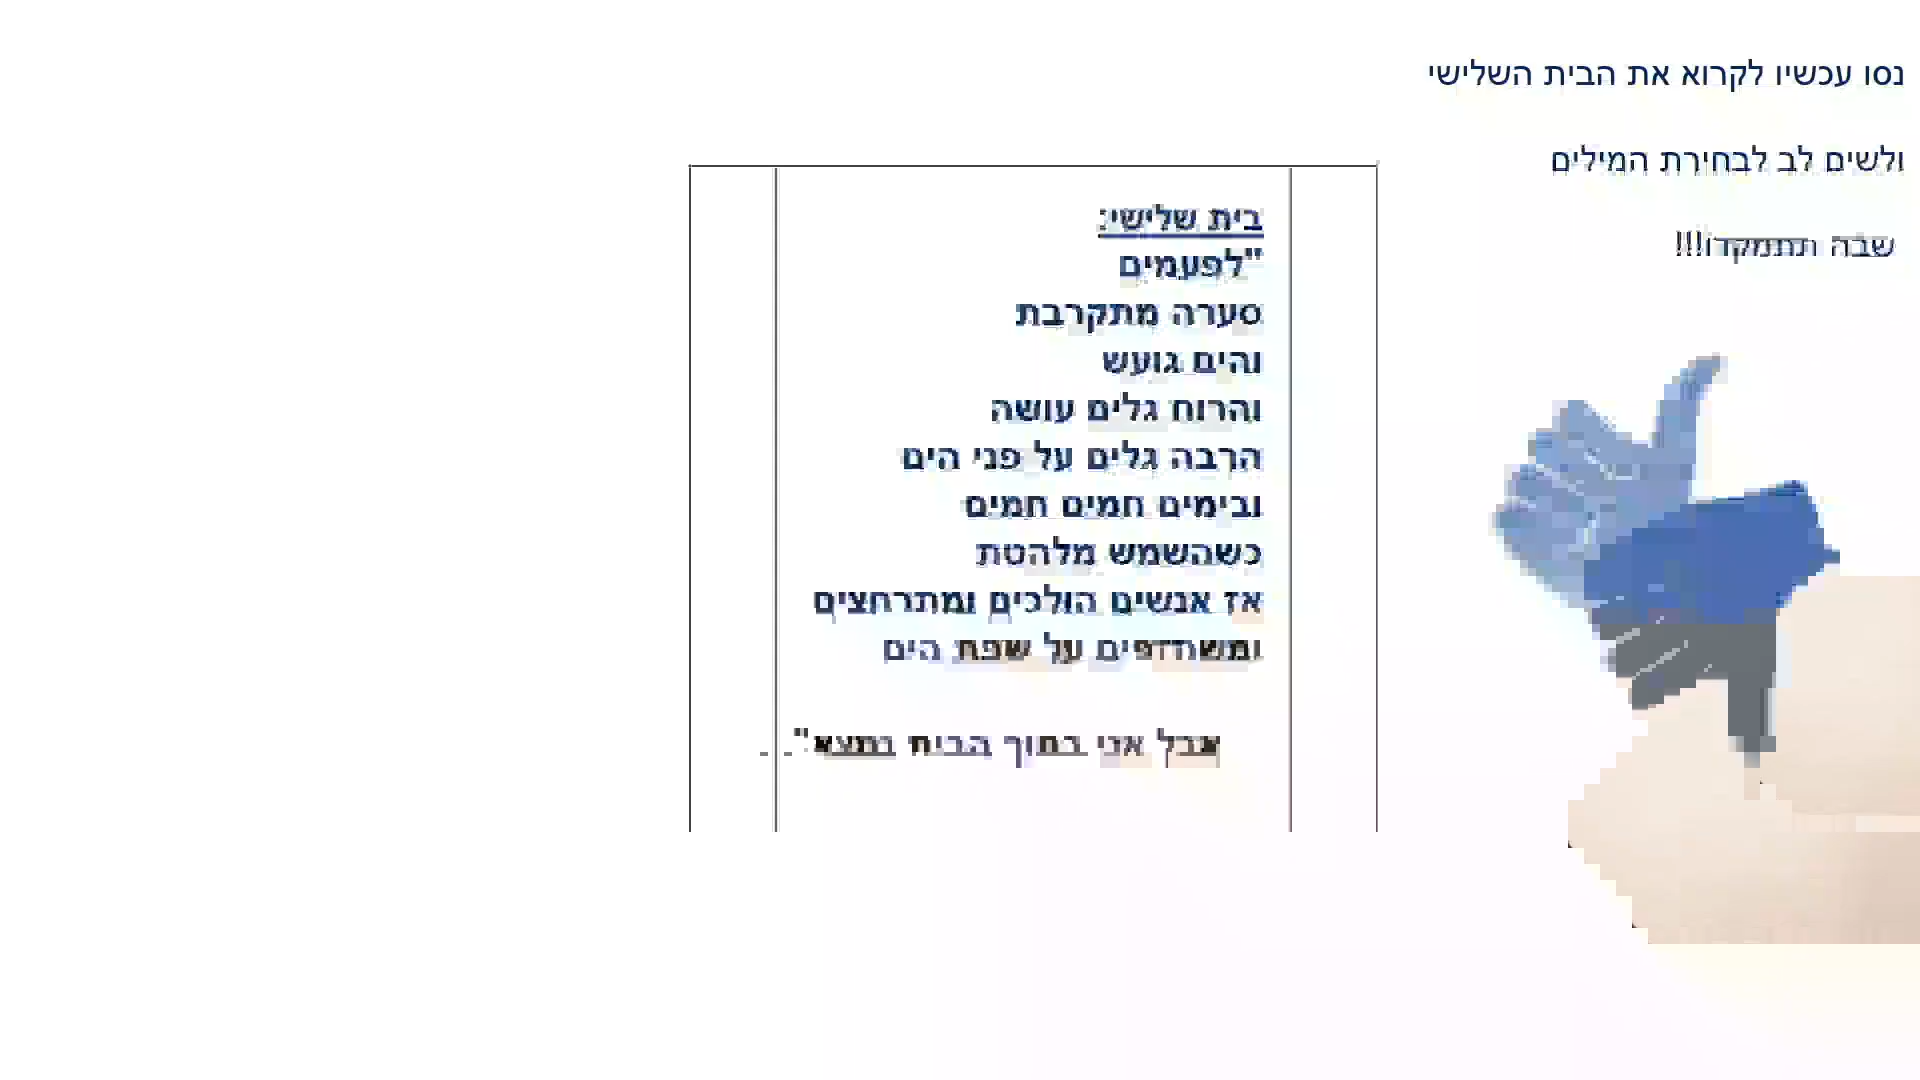 נסו עכשיו לקרוא את הבית השלישי
ולשים לב לבחירת המילים
שבה תתמקדו!!!
בית שלישי:
"לפעמים
סערה מתקרבת
והים גועש
והרוח גלים עושה
הרבה גלים על פני הים
ובימים חמים חמים
כשהשמש מלהטת
אז אנשים הולכים ומתרחצים
ומשתזפים על שפת הים
אבל אני בתוך הבית נמצא"...